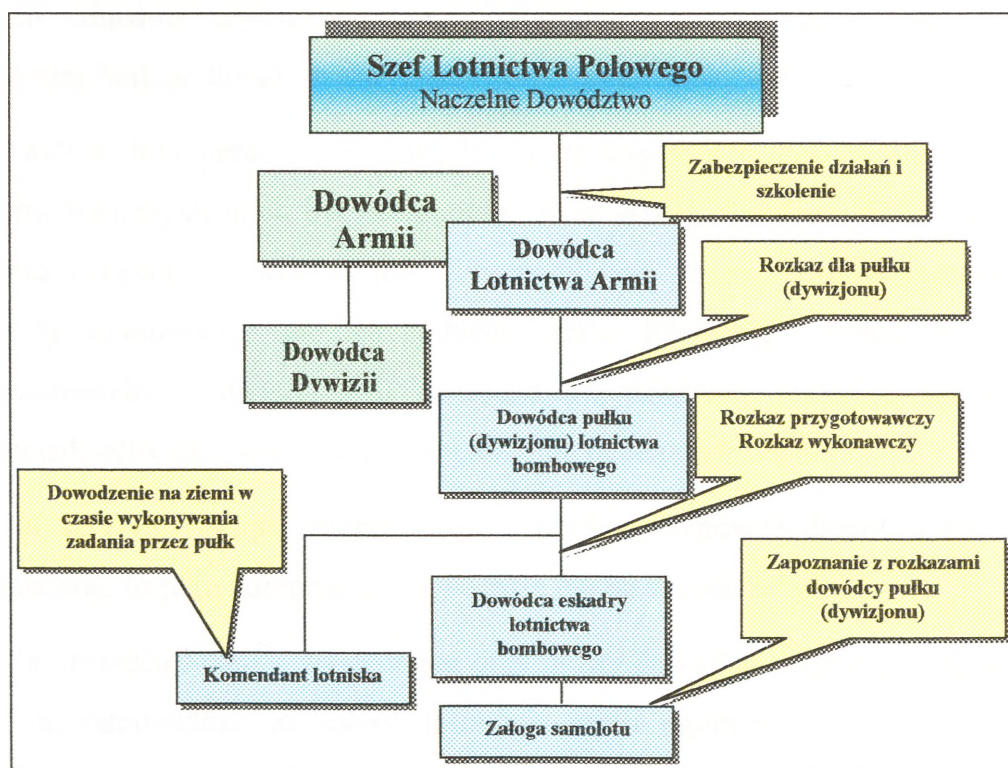 Szef Lotnictwa Polowego
Naczelne Dowództwo
Zabezpieczenie działań i
szkolenie
Dowódca
Armii
Dowódca
Lotnictwa Armii
Rozkaz dla pułku
(dywizjonu)
Dowódca
Dywizii
Dowódca pułku
(dywizjonu) lotnictwa
bombowego
Rozkaz przygotowawczy
Rozkaz wykonawczy
Dowodzenie na ziemi w
czasie wykonywania
zadania przez pułk
Dowódca eskadry
lotnictwa
bombowego
Zapoznanie z rozkazami
dowódcy pułku
(dywizjonu)
Komendant lotniska
Załoga samolotu